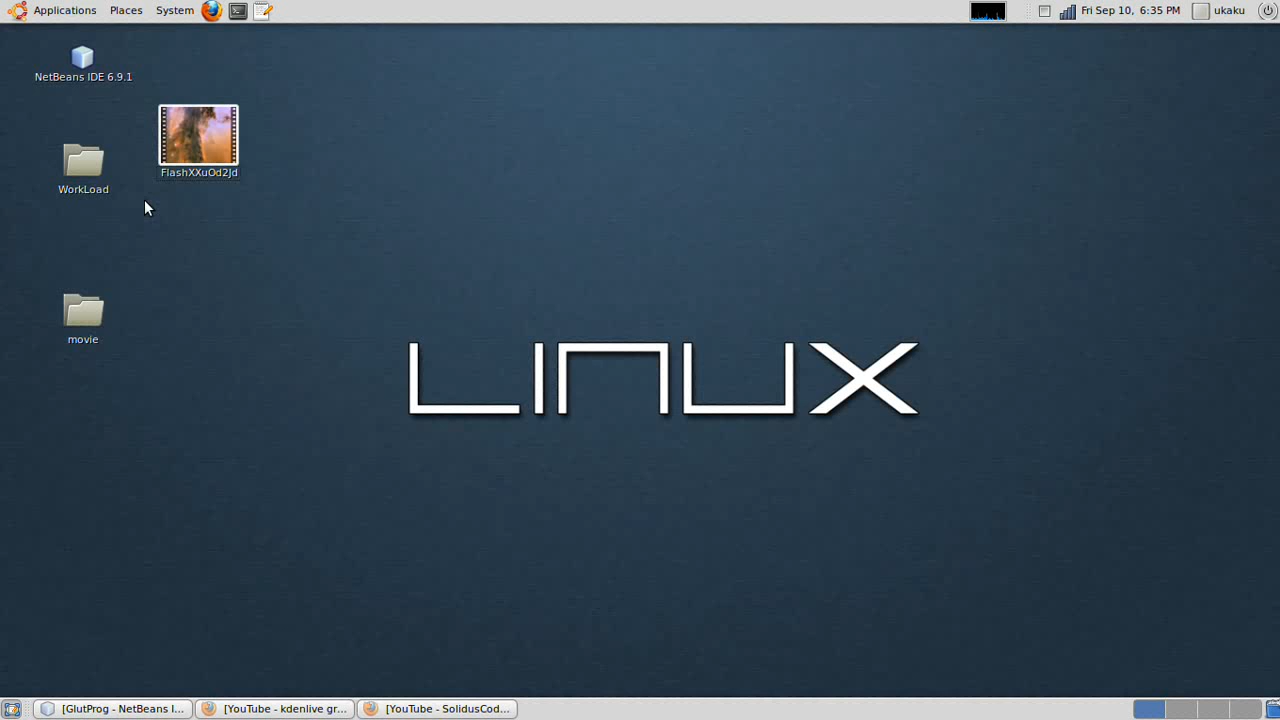 Applications Places System Fri Sep 10, 6:35 PM ukaku
NetBeans IDE 6.9.1
FlashXXuOd2Jd
WorkLoad
movie
LINUX
[GlutProg - NetBeans I... [YouTube - kdenlive gr... [YouTube - SolidusCod...